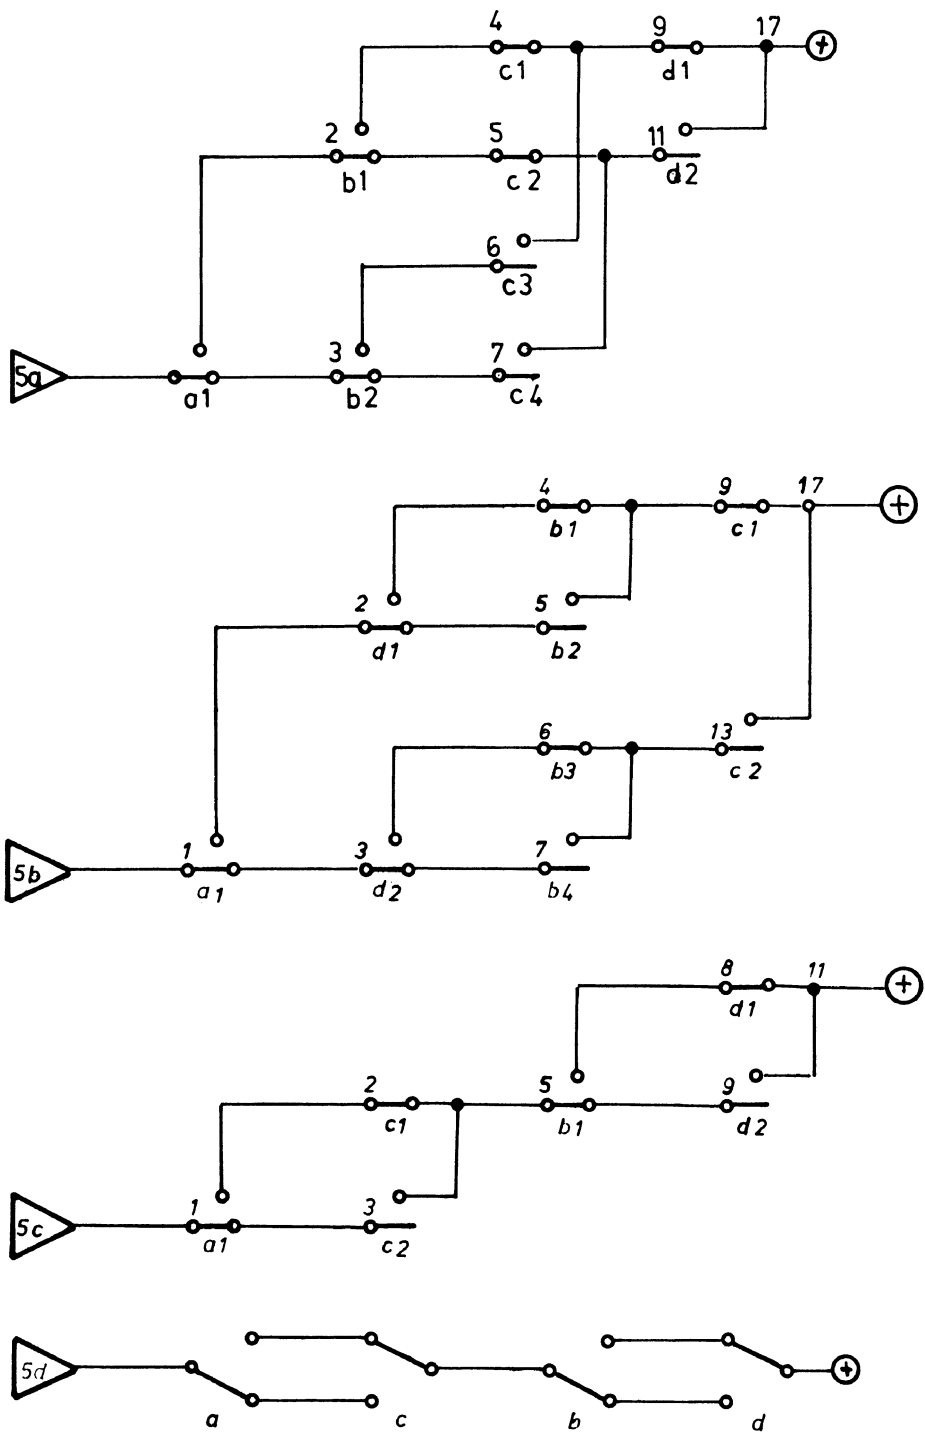 4 9 17 +
c1 d1
2 5 11
b1 c2 d2
6
c3
3 7
5a
a1 b2 c4
4 9 17 +
b1 c1
2 5
d1 b2
6 13
b3 c2
1 3 7
5b
a1 d2 b4
8 11 +
d1
2 5 9
c1 b1 d2
1 3
5c
a1 c2
5d +
a c b d